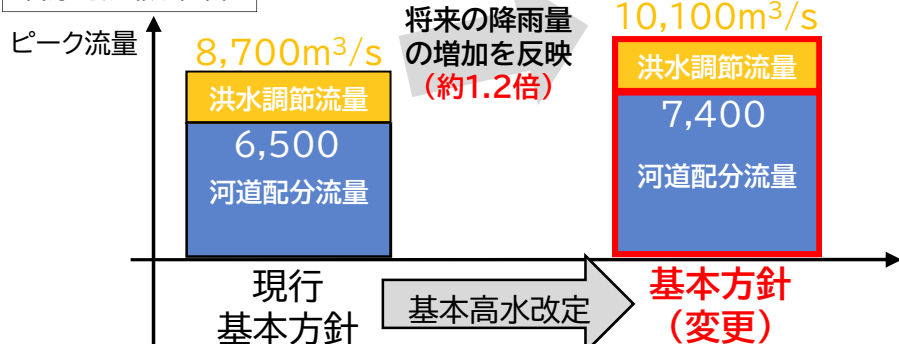 ピーク流量
8,700m³/s
洪水調節流量
6,500
河道配分流量
将来の降雨量
の増加を反映
(約1.2倍)
10,100m³/s
洪水調節流量
7,400
河道配分流量
現行
基本方針
基本高水改定
基本方針
(変更)